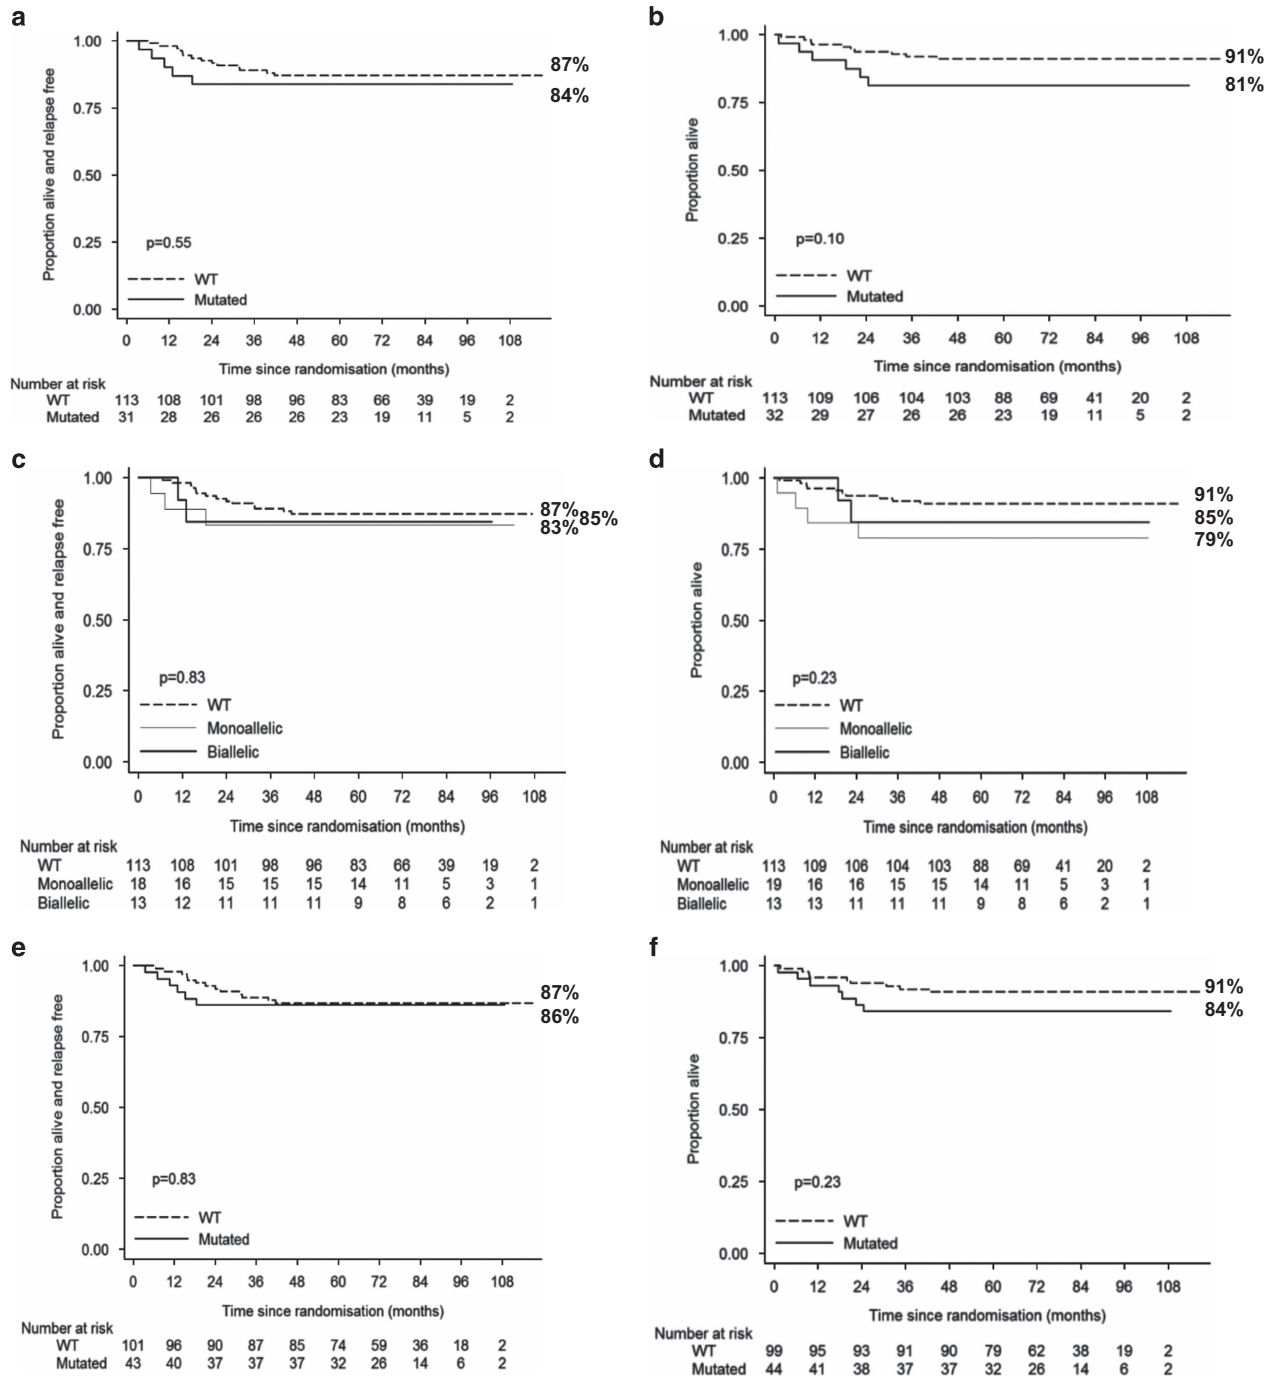 a
Proportion alive and relapse free
1.00
0.75
0.50
0.25
0.00
87%
84%
p=0.55
WT
Mutated
0 12 24 36 48 60 72 84 96 108
Time since randomisation (months)
Number at risk
WT 113 108 101 98 96 83 66 39 19 2
Mutated 31 28 26 26 26 23 19 11 5 2
b
Proportion alive
1.00
0.75
0.50
0.25
0.00
91%
81%
p=0.10
WT
Mutated
0 12 24 36 48 60 72 84 96 108
Time since randomisation (months)
Number at risk
WT 113 109 106 104 103 88 69 41 20 2
Mutated 32 29 27 26 26 23 19 11 5 2
c
Proportion alive and relapse free
1.00
0.75
0.50
0.25
0.00
87% 85%
83%
p=0.83
WT
Monoallelic
Biallelic
0 12 24 36 48 60 72 84 96 108
Time since randomisation (months)
Number at risk
WT 113 108 101 98 96 83 66 39 19 2
Monoallelic 18 16 15 15 15 14 11 5 3 1
Biallelic 13 12 11 11 11 9 8 6 2 1
d
Proportion alive
1.00
0.75
0.50
0.25
0.00
91%
85%
79%
p=0.23
WT
Monoallelic
Biallelic
0 12 24 36 48 60 72 84 96 108
Time since randomisation (months)
Number at risk
WT 113 109 106 104 103 88 69 41 20 2
Monoallelic 19 16 16 15 15 14 11 5 3 1
Biallelic 13 13 11 11 11 9 8 6 2 1
e
Proportion alive and relapse free
1.00
0.75
0.50
0.25
0.00
87%
86%
p=0.83
WT
Mutated
0 12 24 36 48 60 72 84 96 108
Time since randomisation (months)
Number at risk
WT 101 96 90 87 85 74 59 36 18 2
Mutated 43 40 37 37 37 32 26 14 6 2
f
Proportion alive
1.00
0.75
0.50
0.25
0.00
91%
84%
p=0.23
WT
Mutated
0 12 24 36 48 60 72 84 96 108
Time since randomisation (months)
Number at risk
WT 99 95 93 91 90 79 62 38 19 2
Mutated 44 41 38 37 37 32 26 14 6 2